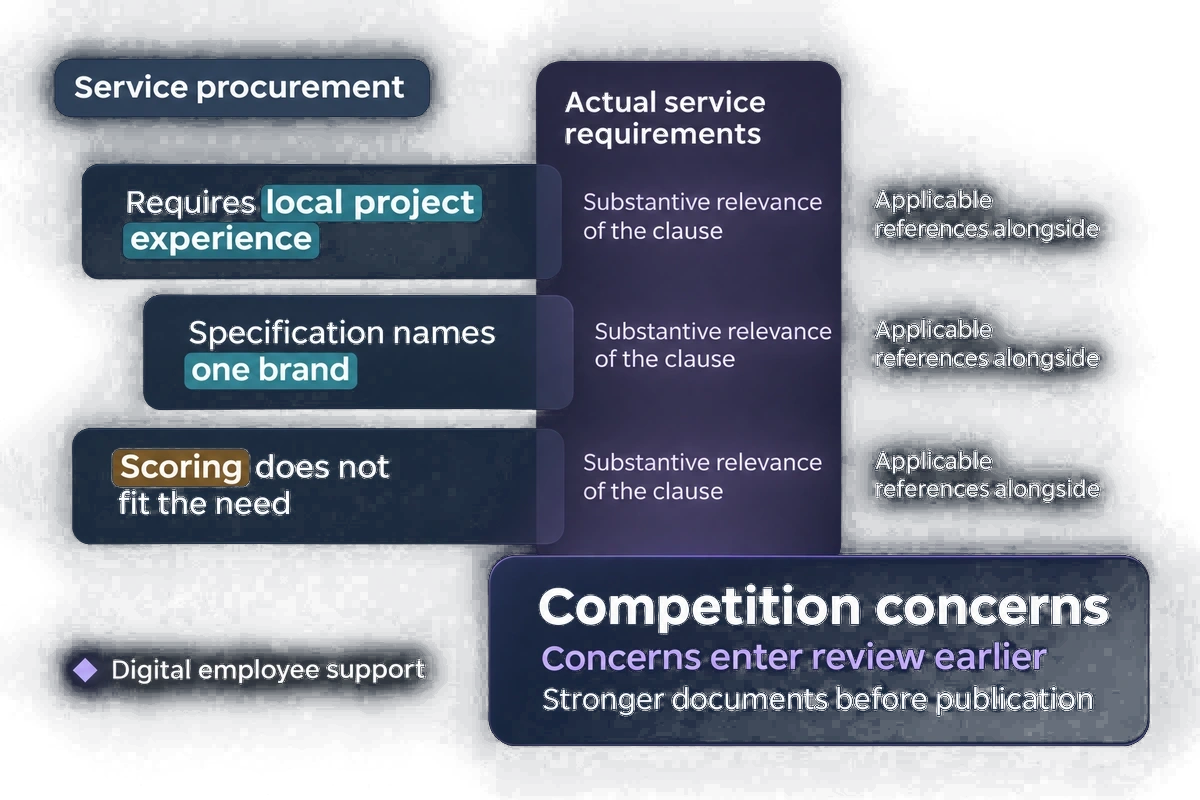 Service procurement
Actual service
requirements
Requires local project
experience
Substantive relevance
of the clause
Applicable
references alongside
Specification names
one brand
Substantive relevance
of the clause
Applicable
references alongside
Scoring does not
fit the need
Substantive relevance
of the clause
Applicable
references alongside
Competition concerns
Concerns enter review earlier
Stronger documents before publication
Digital employee support